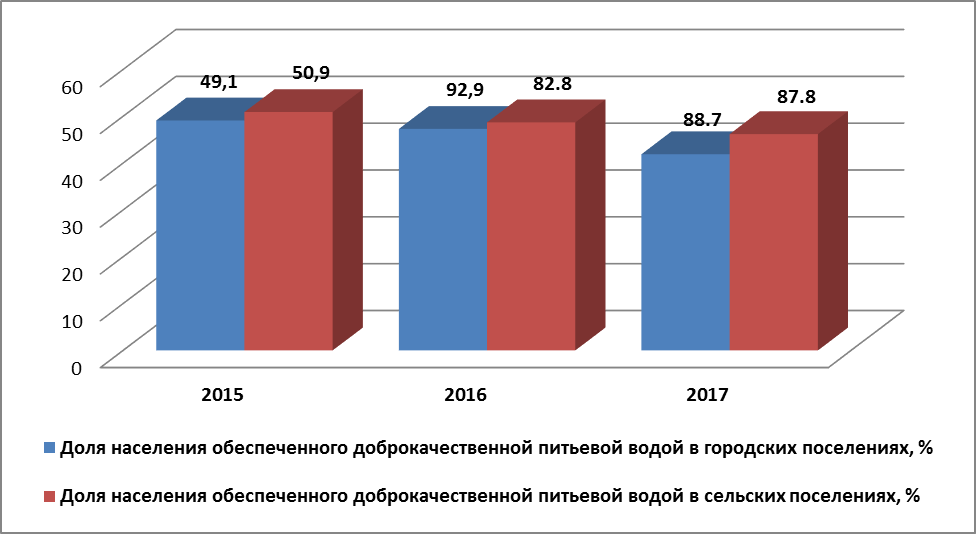 49,1 50,9 92,9 82.8 88.7 87.8
60
50
40
30
20
10
0
2015 2016 2017
Доля населения обеспеченного доброкачественной питьевой водой в городских поселениях, %
Доля населения обеспеченного доброкачественной питьевой водой в сельских поселениях, %